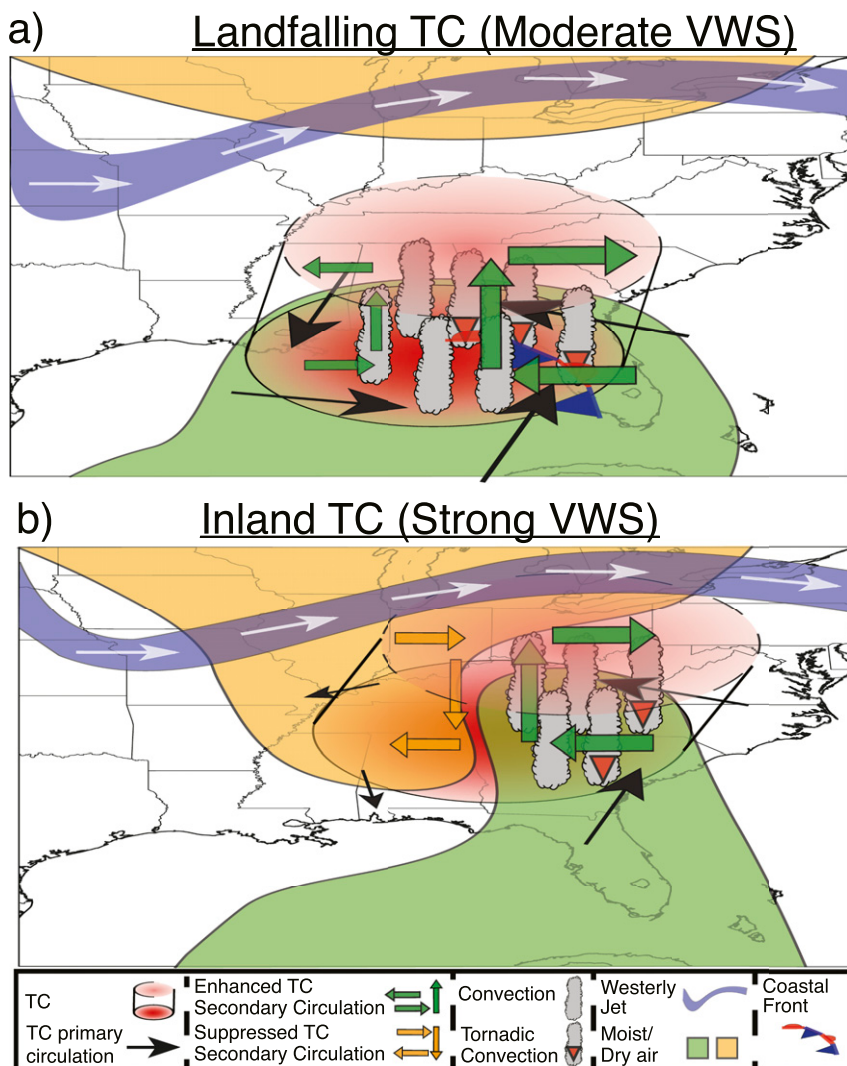 a)
Landfalling TC (Moderate VWS)
b)
Inland TC (Strong VWS)
TC
TC primary
circulation
Enhanced TC
Secondary Circulation
Suppressed TC
Secondary Circulation
Convection
Tornadic
Convection
Westerly
Jet
Moist/
Dry air
Coastal
Front